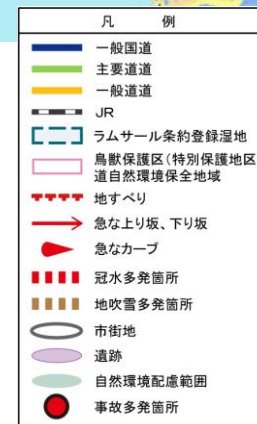 凡 例
一般国道
主要道道
一般道道
JR
ラムサール条約登録湿地
鳥獣保護区（特別保護地区
道自然環境保全地域
地すべり
急な上り坂、下り坂
急なカーブ
冠水多発箇所
地吹雪多発箇所
市街地
遺跡
自然環境配慮範囲
事故多発箇所